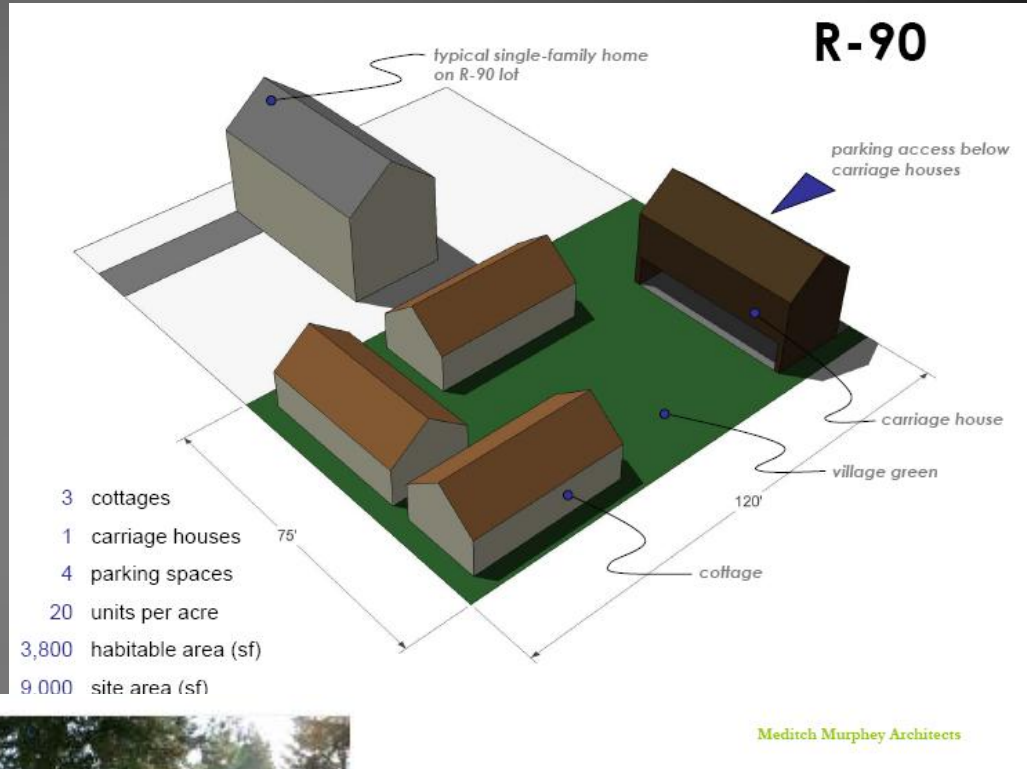 R-90
typical single-family home
on R-90 lot
parking access below
carriage houses
carriage house
village green
120'
75'
cottage
3 cottages
1 carriage houses
4 parking spaces
20 units per acre
3,800 habitable area (sf)
9,000 site area (sf)
Meditch Murphey Architects